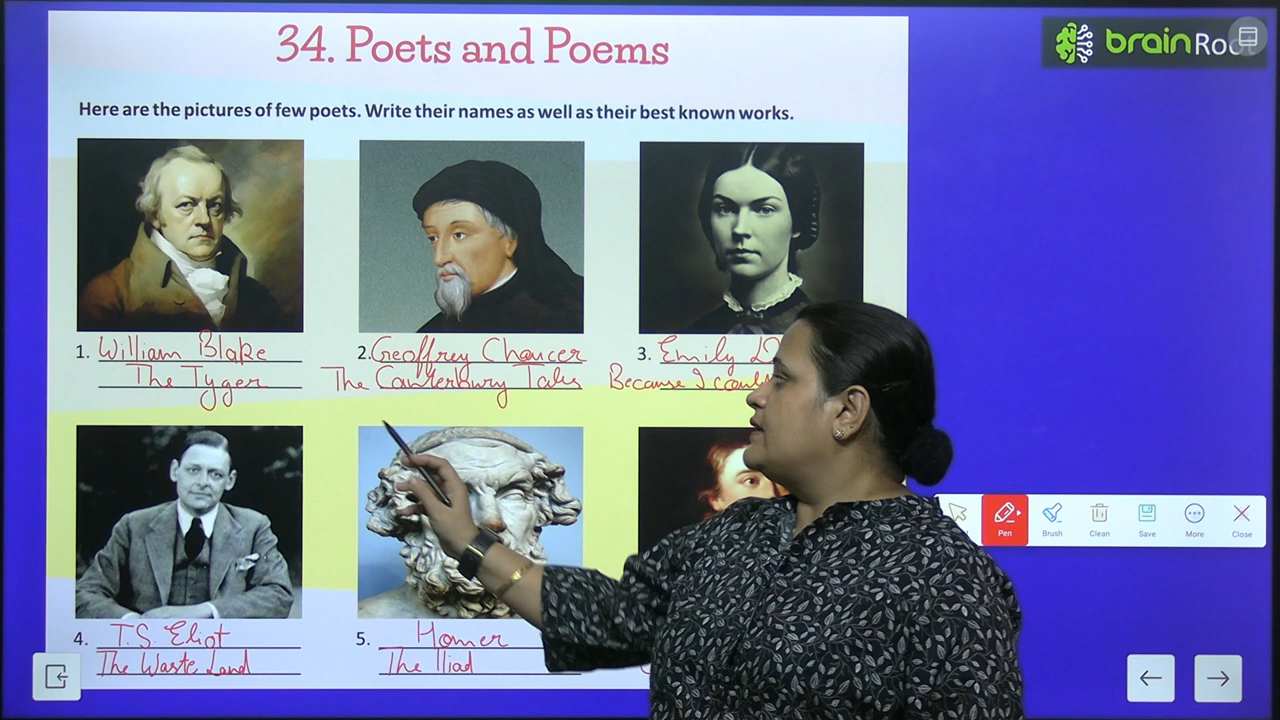 34. Poets and Poems
brainRo
Here are the pictures of few poets. Write their names as well as their best known works.
1. William Blake
The Tyger
2. Geoffrey Chaucer
The Canterbury Tales
3. Emily D
Because I could
4. T.S. Eliot
The Waste Land
5. Homer
The Iliad
Pen
Brush
Clean
Save
More
Close